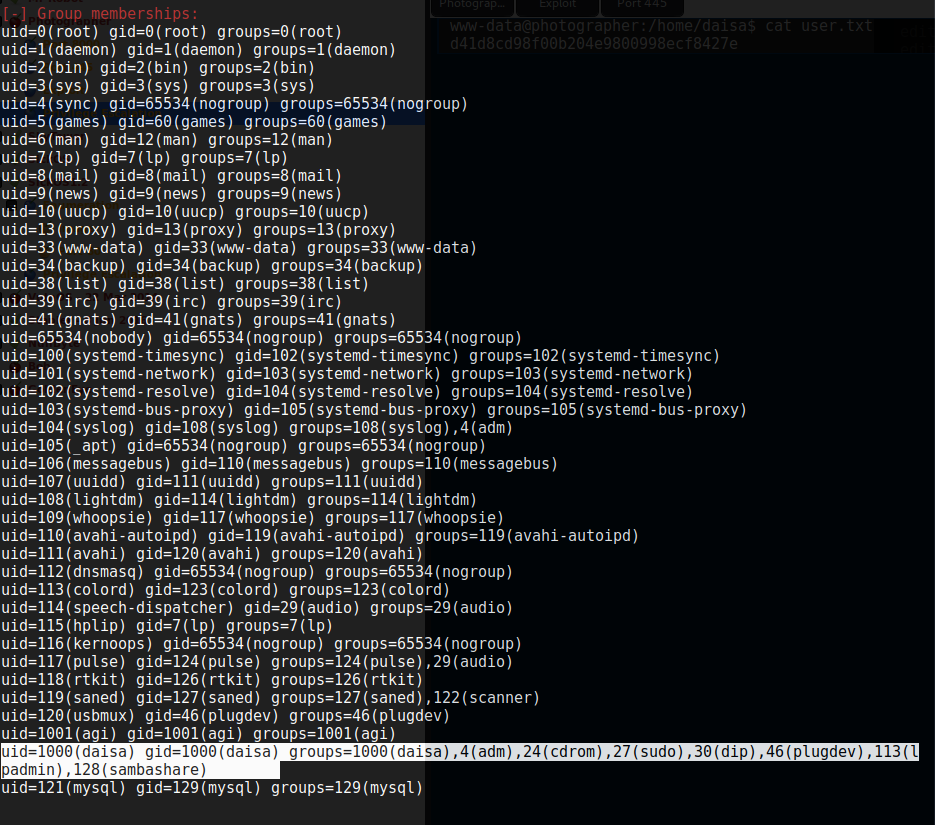 [-] Group memberships:
uid=0(root) gid=0(root) groups=0(root)
uid=1(daemon) gid=1(daemon) groups=1(daemon)
uid=2(bin) gid=2(bin) groups=2(bin)
uid=3(sys) gid=3(sys) groups=3(sys)
uid=4(sync) gid=65534(nogroup) groups=65534(nogroup)
uid=5(games) gid=60(games) groups=60(games)
uid=6(man) gid=12(man) groups=12(man)
uid=7(lp) gid=7(lp) groups=7(lp)
uid=8(mail) gid=8(mail) groups=8(mail)
uid=9(news) gid=9(news) groups=9(news)
uid=10(uucp) gid=10(uucp) groups=10(uucp)
uid=13(proxy) gid=13(proxy) groups=13(proxy)
uid=33(www-data) gid=33(www-data) groups=33(www-data)
uid=34(backup) gid=34(backup) groups=34(backup)
uid=38(list) gid=38(list) groups=38(list)
uid=39(irc) gid=39(irc) groups=39(irc)
uid=41(gnats) gid=41(gnats) groups=41(gnats)
uid=65534(nobody) gid=65534(nogroup) groups=65534(nogroup)
uid=100(systemd-timesync) gid=102(systemd-timesync) groups=102(systemd-timesync)
uid=101(systemd-network) gid=103(systemd-network) groups=103(systemd-network)
uid=102(systemd-resolve) gid=104(systemd-resolve) groups=104(systemd-resolve)
uid=103(systemd-bus-proxy) gid=105(systemd-bus-proxy) groups=105(systemd-bus-proxy)
uid=104(syslog) gid=108(syslog) groups=108(syslog),4(adm)
uid=105(_apt) gid=65534(nogroup) groups=65534(nogroup)
uid=106(messagebus) gid=110(messagebus) groups=110(messagebus)
uid=107(uuidd) gid=111(uuidd) groups=111(uuidd)
uid=108(lightdm) gid=114(lightdm) groups=114(lightdm)
uid=109(whoopsie) gid=117(whoopsie) groups=117(whoopsie)
uid=110(avahi-autoipd) gid=119(avahi-autoipd) groups=119(avahi-autoipd)
uid=111(avahi) gid=120(avahi) groups=120(avahi)
uid=112(dnsmasq) gid=65534(nogroup) groups=65534(nogroup)
uid=113(colord) gid=123(colord) groups=123(colord)
uid=114(speech-dispatcher) gid=29(audio) groups=29(audio)
uid=115(hplip) gid=7(lp) groups=7(lp)
uid=116(kernoops) gid=65534(nogroup) groups=65534(nogroup)
uid=117(pulse) gid=124(pulse) groups=124(pulse),29(audio)
uid=118(rtkit) gid=126(rtkit) groups=126(rtkit)
uid=119(saned) gid=127(saned) groups=127(saned),122(scanner)
uid=120(usbmux) gid=46(plugdev) groups=46(plugdev)
uid=1001(agi) gid=1001(agi) groups=1001(agi)
uid=1000(daisa) gid=1000(daisa) groups=1000(daisa),4(adm),24(cdrom),27(sudo),30(dip),46(plugdev),113(l
padmin),128(sambashare)
uid=121(mysql) gid=129(mysql) groups=129(mysql)
Photograp...
Exploit
Port 445
www-data@photographer:/home/daisa$ cat user.txt
d41d8cd98f00b204e9800998ecf8427e